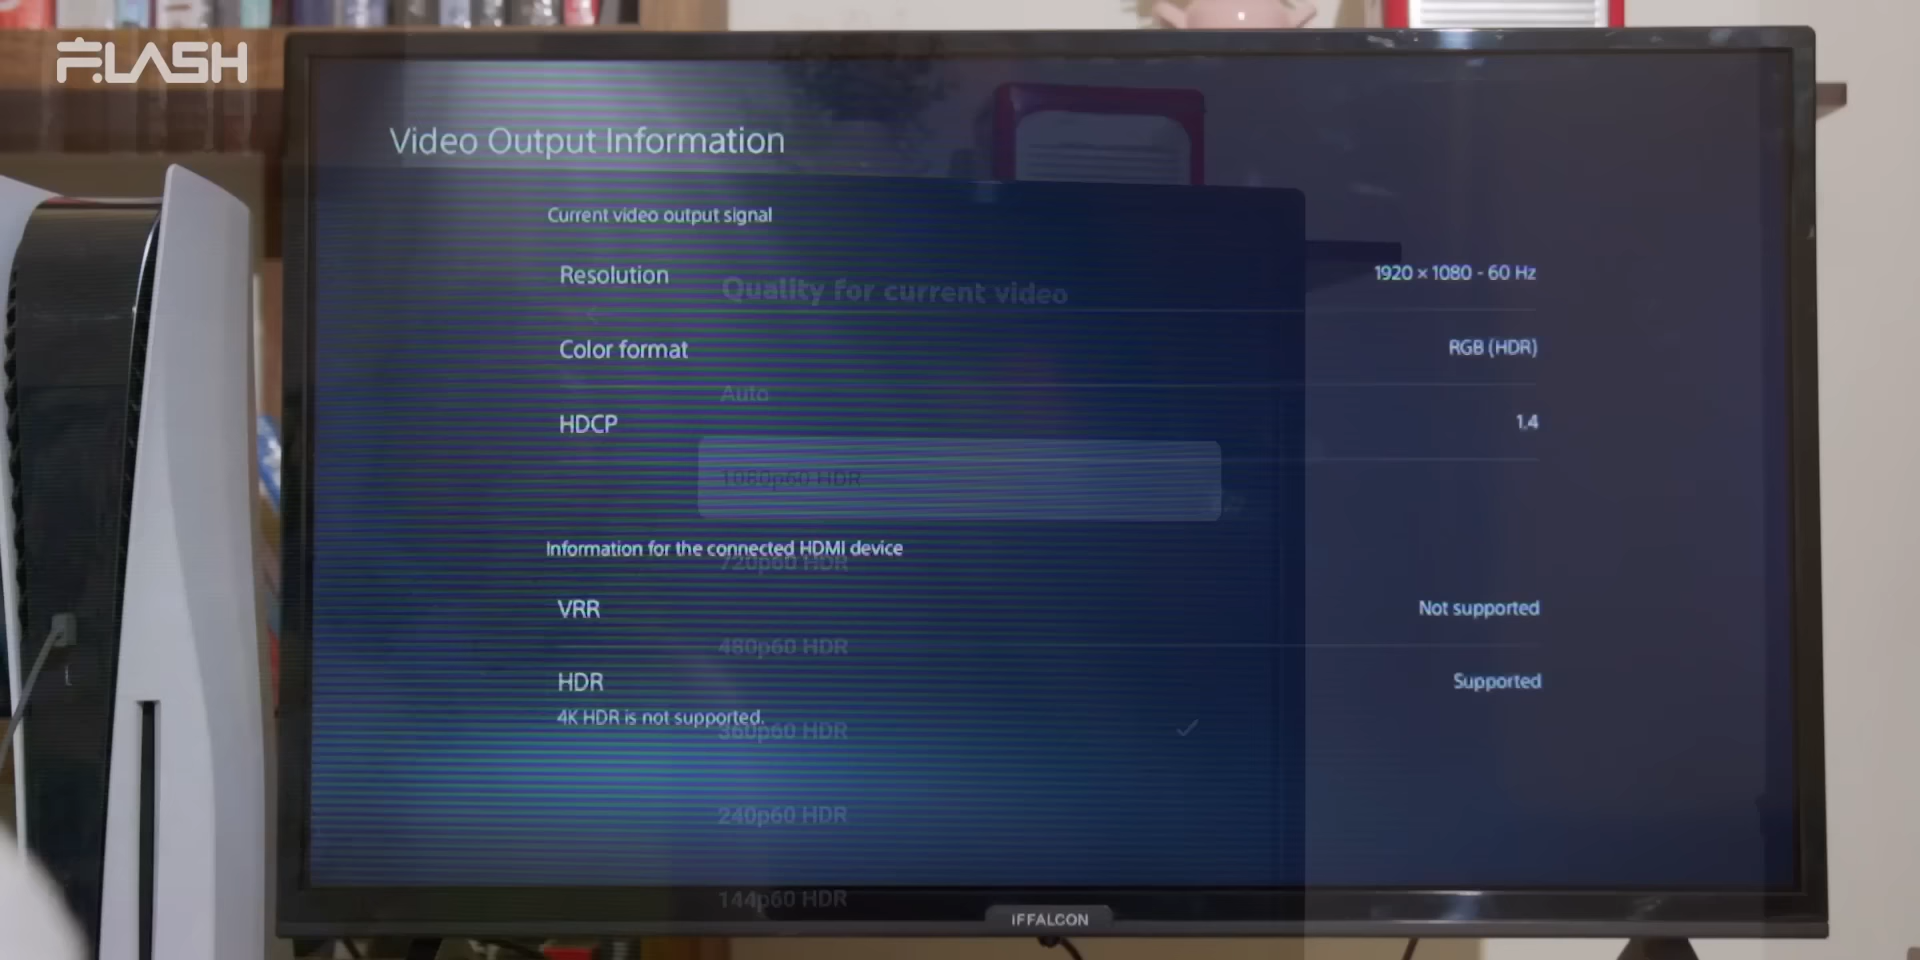 FLASH
Video Output Information
Current video output signal
Resolution
1920 × 1080 - 60 Hz
Quality for current video
Color format
RGB (HDR)
Auto
HDCP
1.4
1080p60 HDR
Information for the connected HDMI device
720p60 HDR
VRR
Not supported
480p60 HDR
HDR
Supported
4K HDR is not supported.
360p60 HDR
240p60 HDR
144p60 HDR
iFFALCON